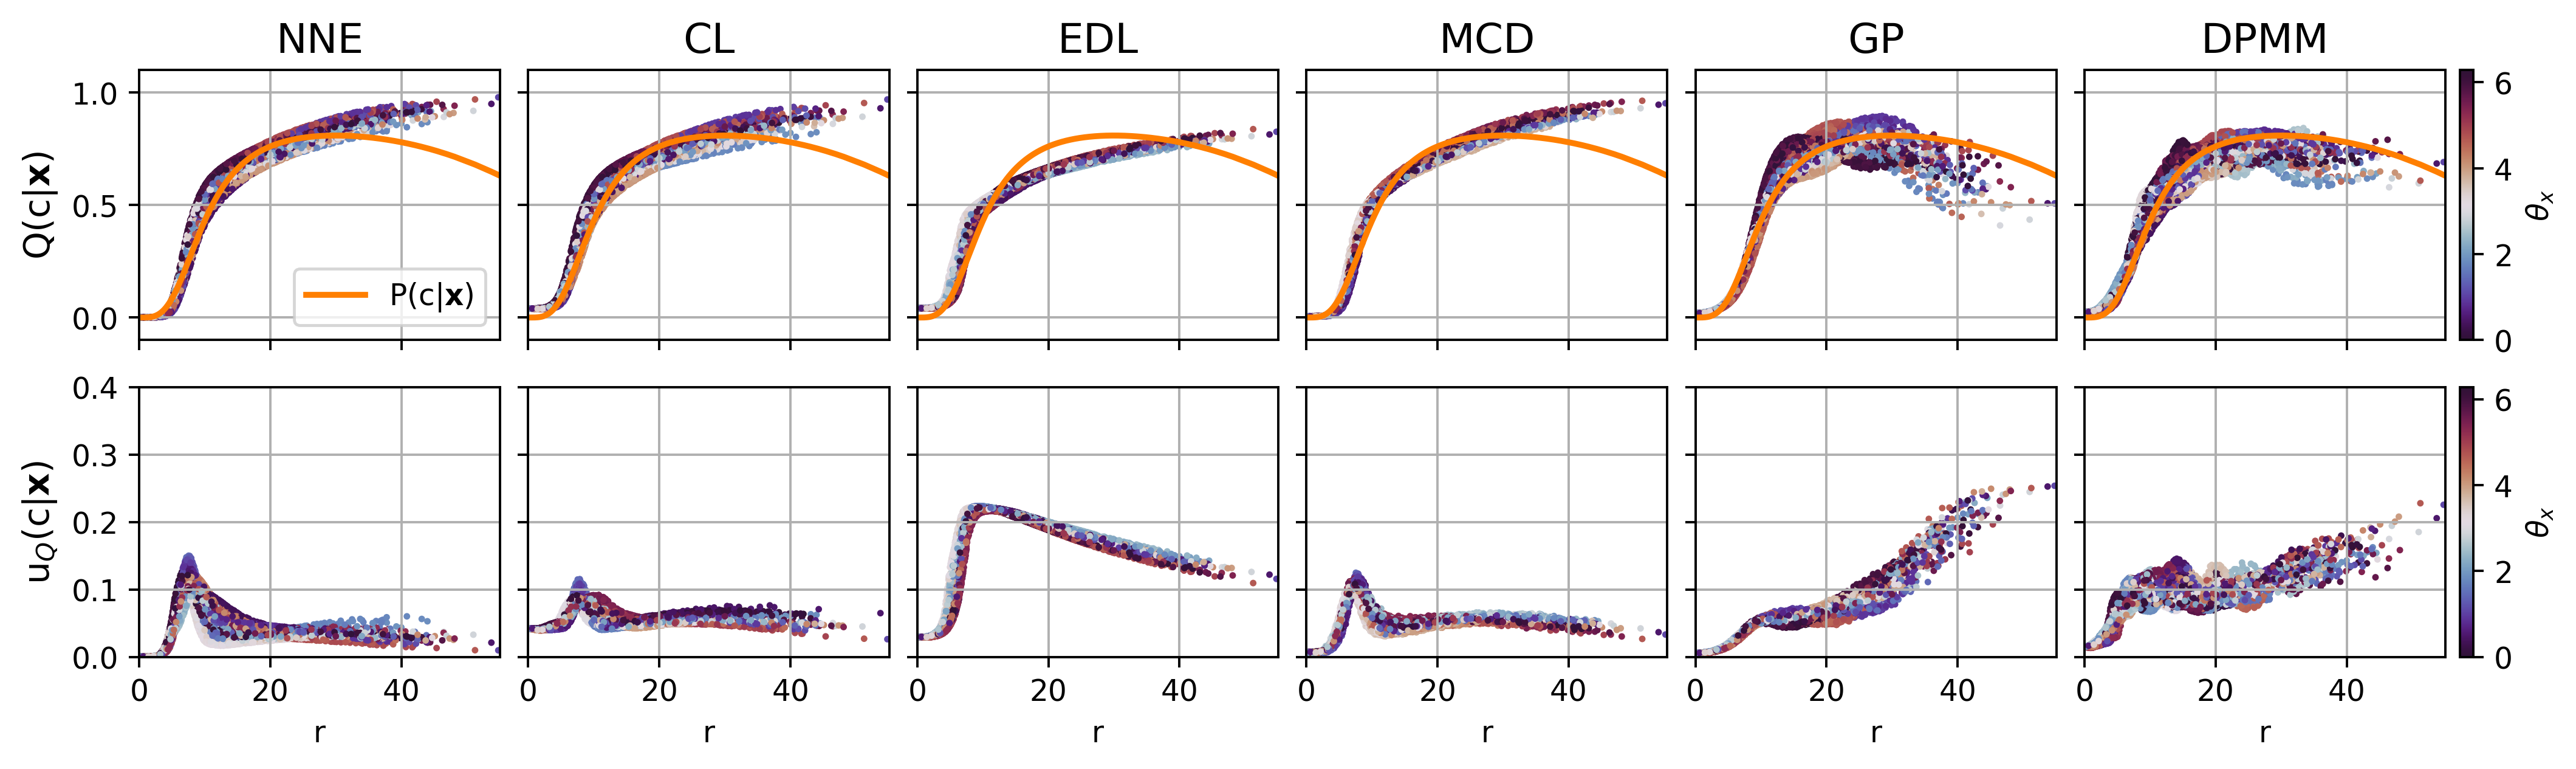 NNE CL EDL MCD GP DPMM
Q(c|x)
1.0
0.5
0.0
P(c|x)
6
4
2
0
θx
uQ(c|x)
0.4
0.3
0.2
0.1
0.0
6
4
2
0
θx
0 20 40 0 20 40 0 20 40 0 20 40 0 20 40 0 20 40
r r r r r r